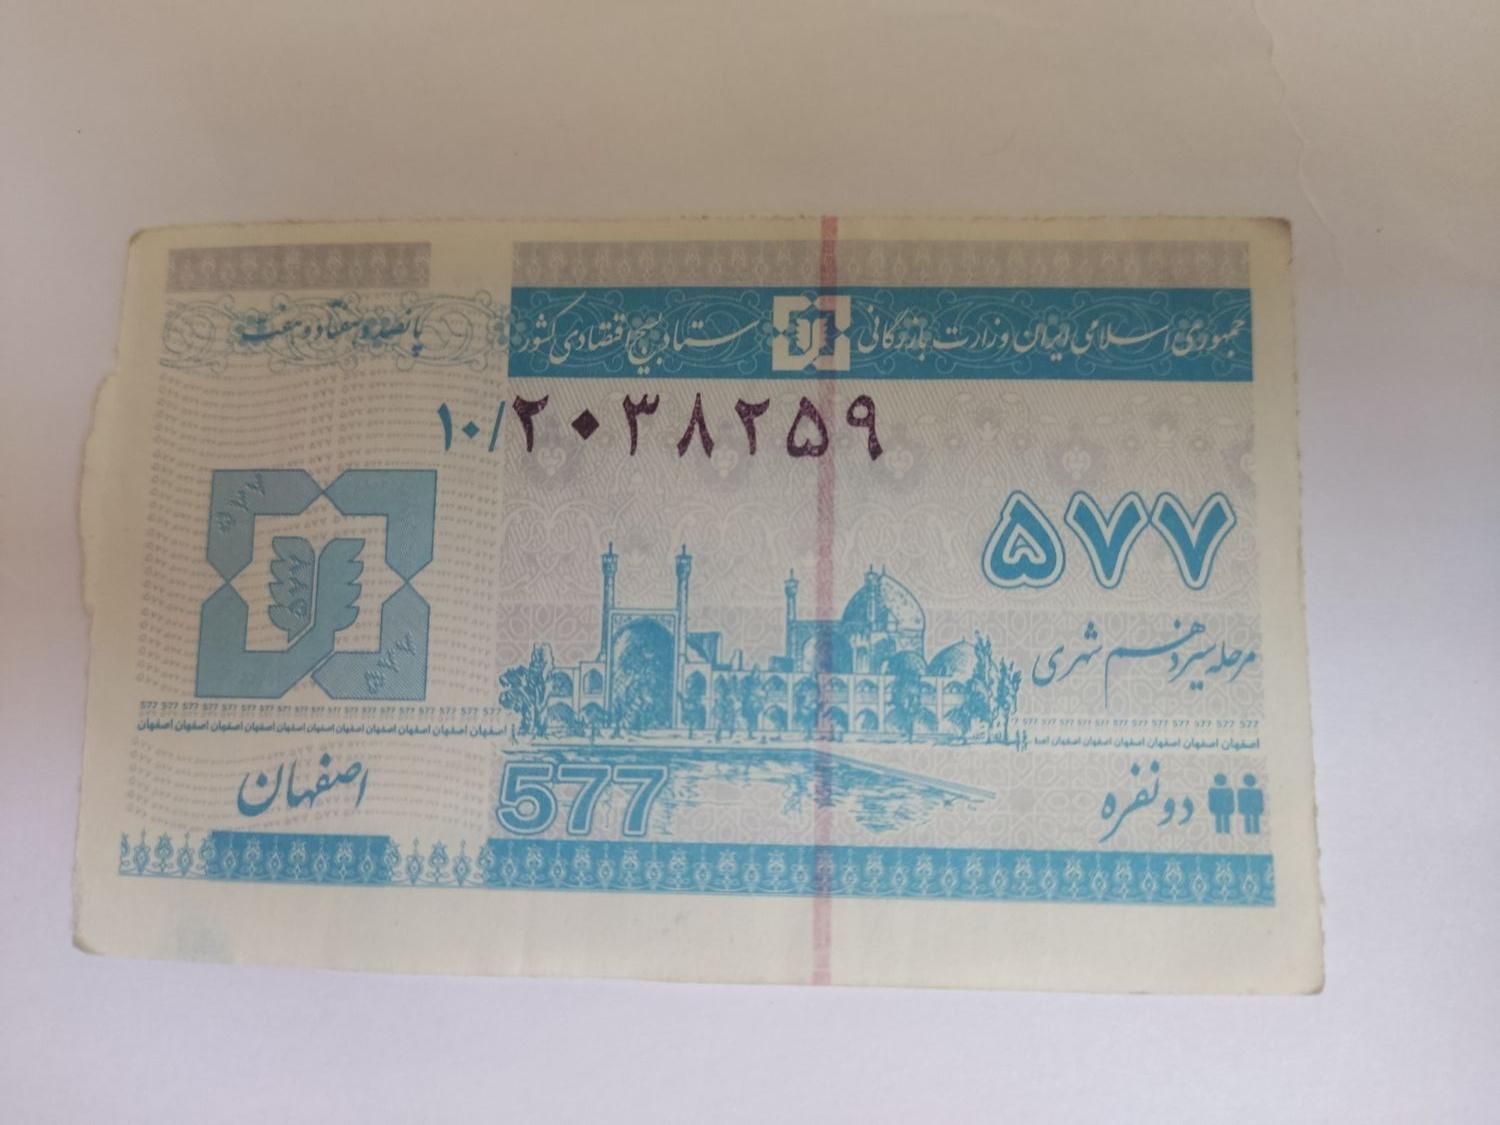 جمهوری اسلامی ایران وزارت بازرگانی ستاد بسیج اقتصادی کشور
پانصد و هفتاد و هفت
۱۰/۲۰۳۸۲۵۹
۵۷۷
مرحله سیزدهم شهری
577 577 577 577 577 577 577 577 577 577 577 577 577 577
اصفهان اصفهان اصفهان اصفهان اصفهان اصفهان اصفهان اصفهان
دو نفره
577
اصفهان